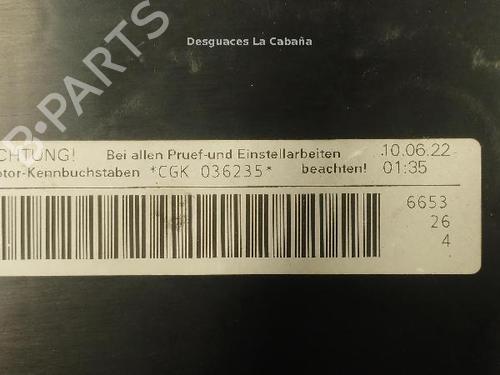 Desguaces La Cabaña
B-PARTS
CHTUNG! Bei allen Pruef-und Einstellarbeiten 10.06.22
otor-Kennbuchstaben *CGK 036235* beachten! 01:35
6653
26
4